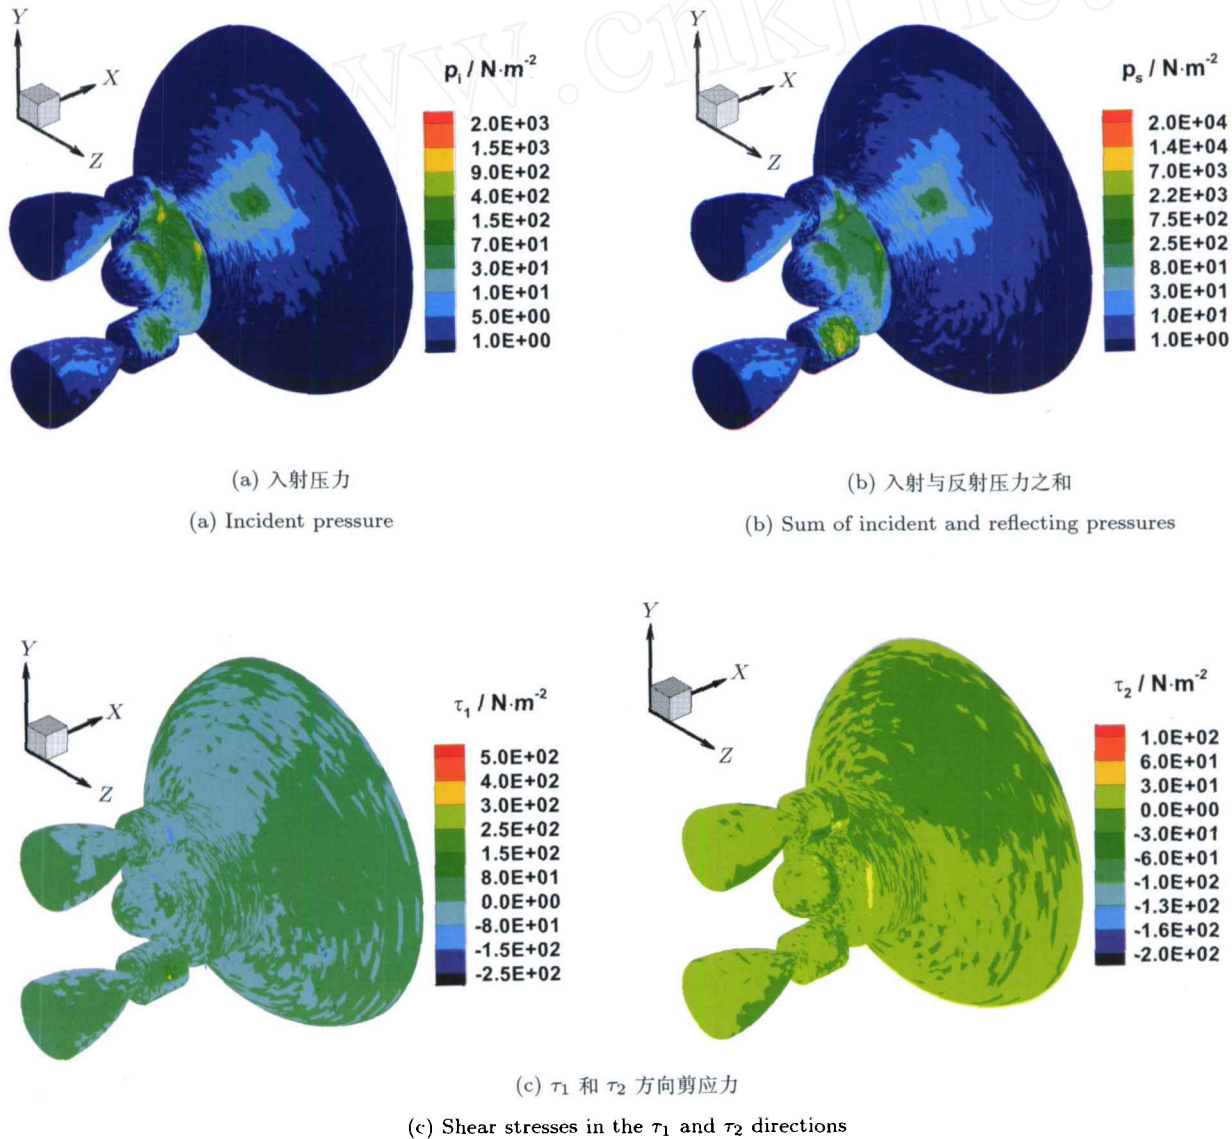 www.cnki.net
Y
X
Z
p_i / N·m^-2
2.0E+03
1.5E+03
9.0E+02
4.0E+02
1.5E+02
7.0E+01
3.0E+01
1.0E+01
5.0E+00
1.0E+00
Y
X
Z
p_s / N·m^-2
2.0E+04
1.4E+04
7.0E+03
2.2E+03
7.5E+02
2.5E+02
8.0E+01
3.0E+01
1.0E+01
1.0E+00
(a) 入射压力
(a) Incident pressure
(b) 入射与反射压力之和
(b) Sum of incident and reflecting pressures
Y
X
Z
τ_1 / N·m^-2
5.0E+02
4.0E+02
3.0E+02
2.5E+02
1.5E+02
8.0E+01
0.0E+00
-8.0E+01
-1.5E+02
-2.5E+02
Y
X
Z
τ_2 / N·m^-2
1.0E+02
6.0E+01
3.0E+01
0.0E+00
-3.0E+01
-6.0E+01
-1.0E+02
-1.3E+02
-1.6E+02
-2.0E+02
(c) τ1 和 τ2 方向剪应力
(c) Shear stresses in the τ1 and τ2 directions